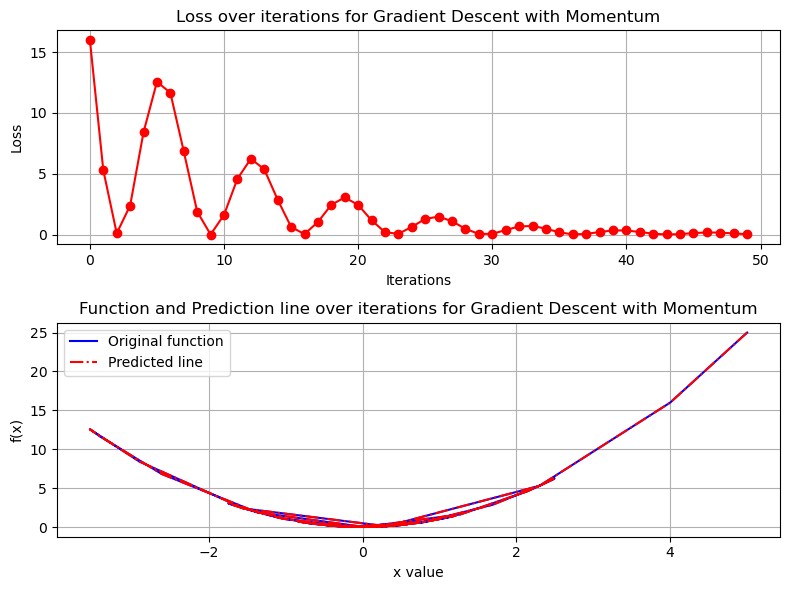 Loss over iterations for Gradient Descent with Momentum
15
10
5
0
Loss
0 10 20 30 40 50
Iterations
Function and Prediction line over iterations for Gradient Descent with Momentum
Original function
Predicted line
25
20
15
10
5
0
f(x)
−2 0 2 4
x value